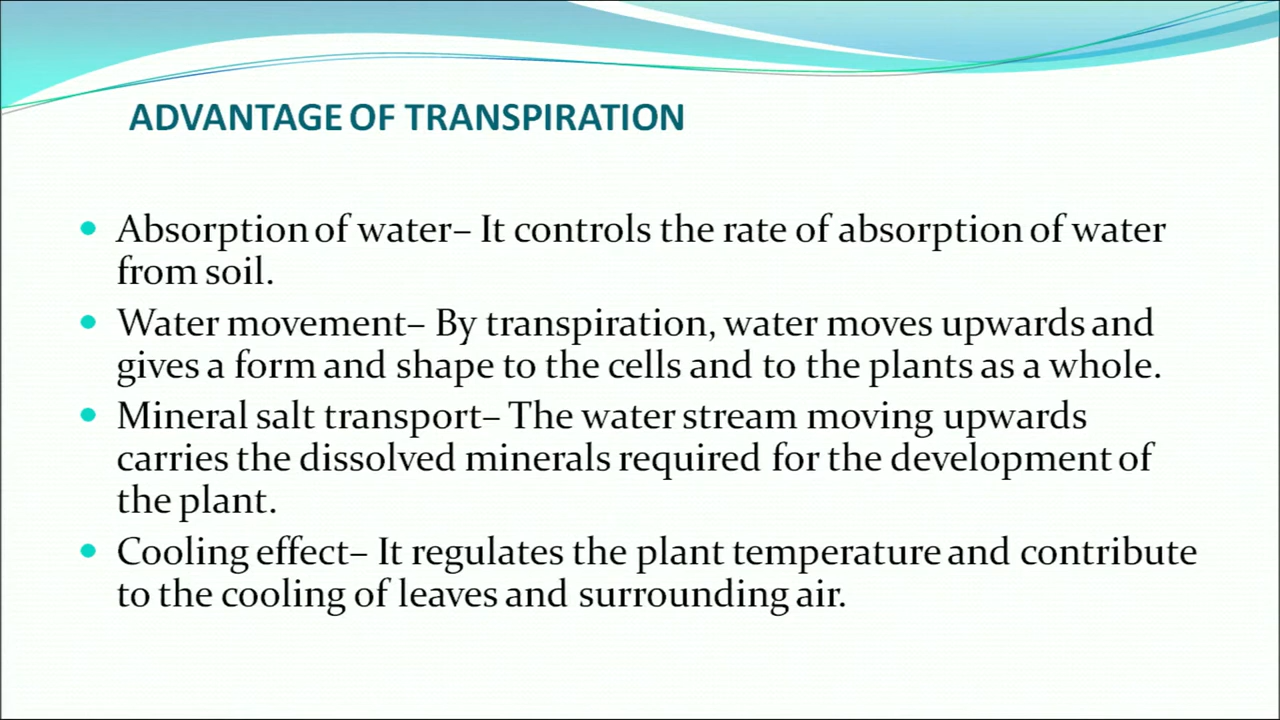 ADVANTAGE OF TRANSPIRATION
• Absorption of water– It controls the rate of absorption of water
from soil.
• Water movement– By transpiration, water moves upwards and
gives a form and shape to the cells and to the plants as a whole.
• Mineral salt transport– The water stream moving upwards
carries the dissolved minerals required for the development of
the plant.
• Cooling effect– It regulates the plant temperature and contribute
to the cooling of leaves and surrounding air.